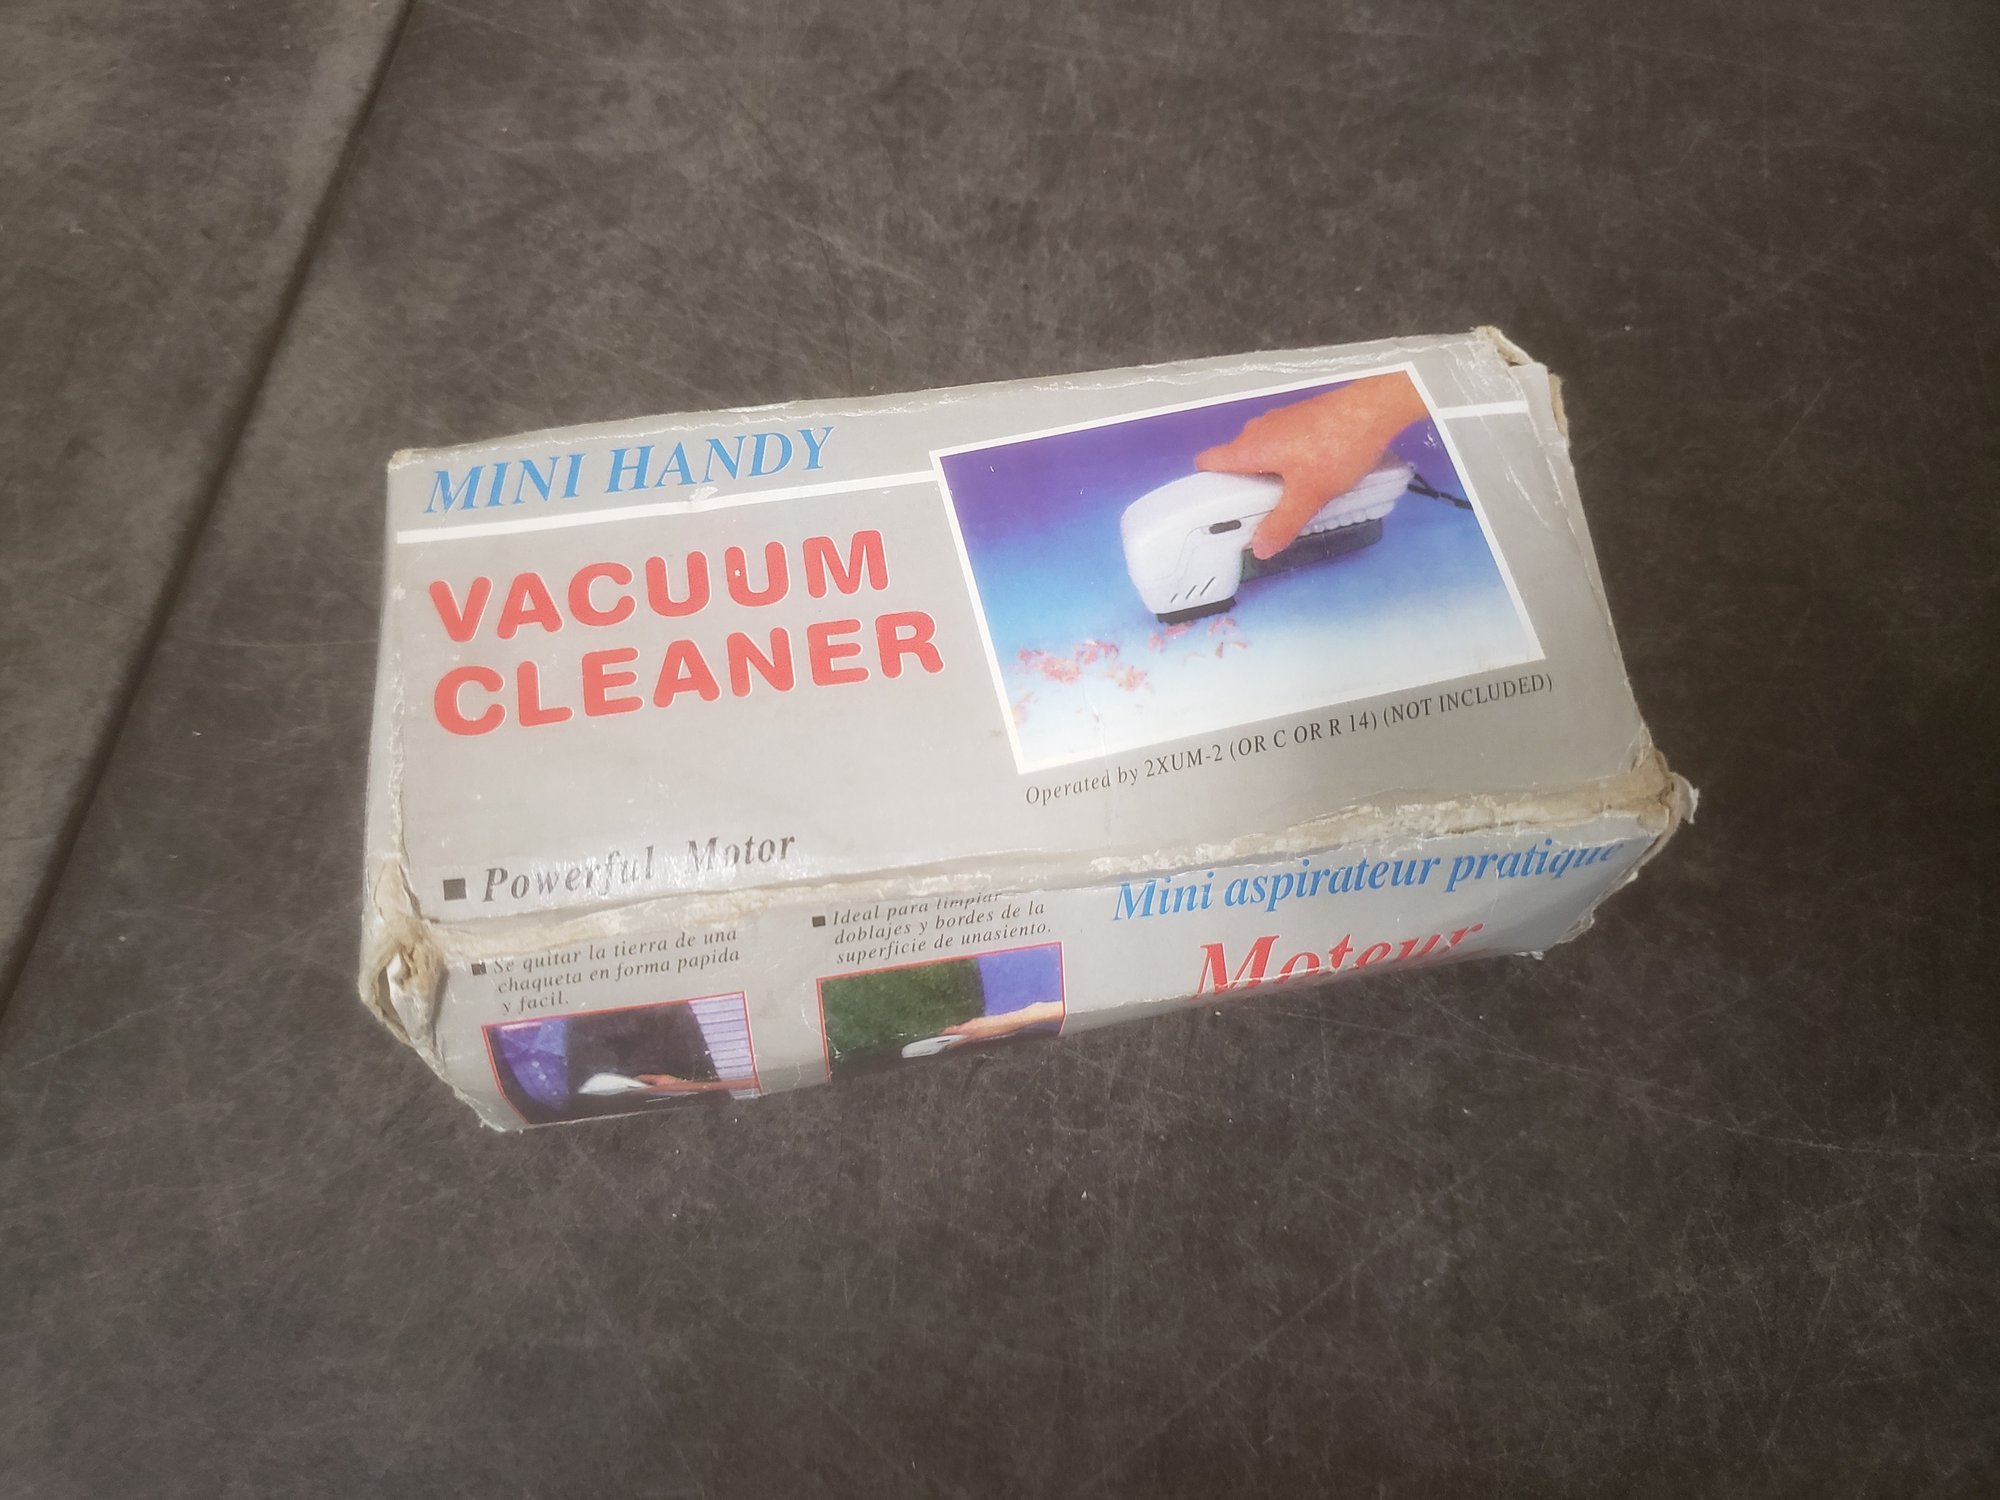 MINI HANDY
VACUUM
CLEANER
Operated by 2XUM-2 (OR C OR R 14) (NOT INCLUDED)
■ Powerful Motor
■ Se quitar la tierra de una
chaqueta en forma papida
y facil.
■ Ideal para limpiar
doblajes y bordes de la
superficie de unasiento.
Mini aspirateur pratique
Moteur